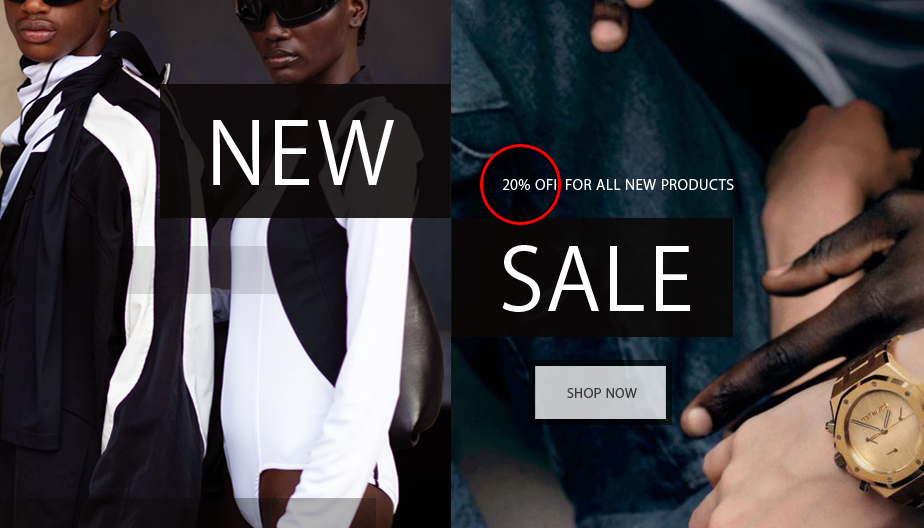 NEW
20% OFF FOR ALL NEW PRODUCTS
SALE
SHOP NOW